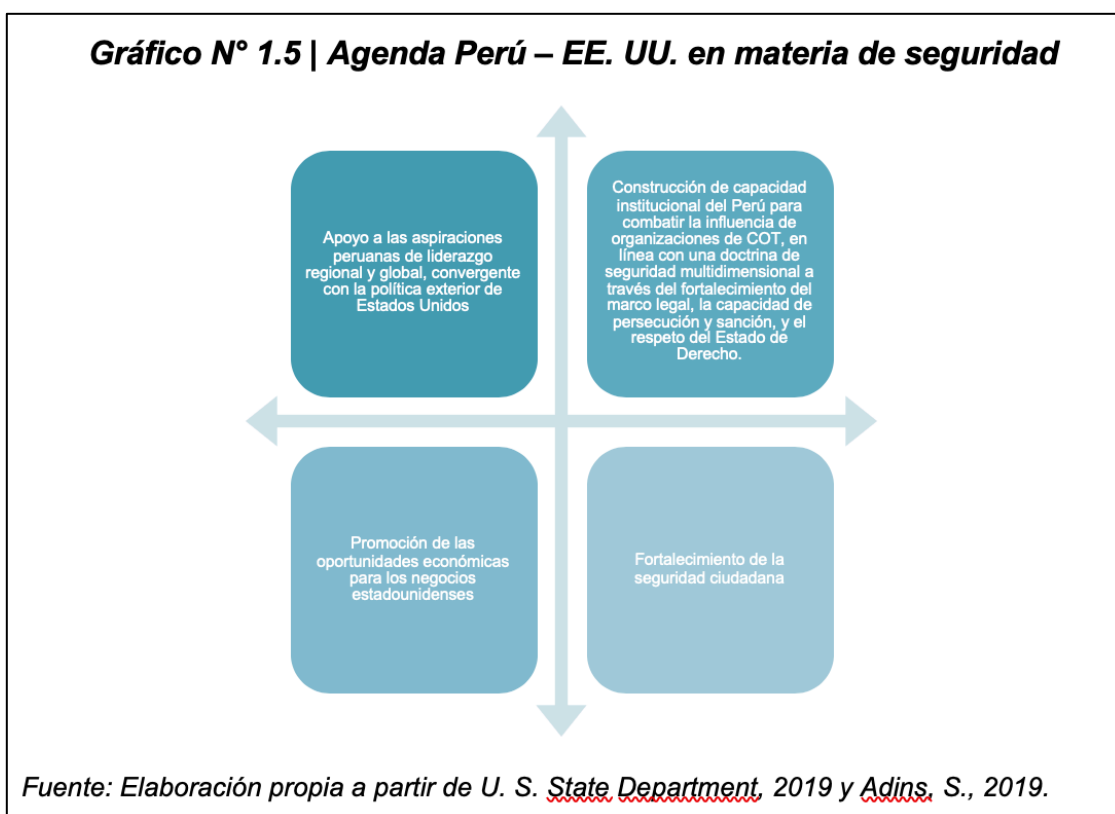 Gráfico N° 1.5 | Agenda Perú – EE. UU. en materia de seguridad
Apoyo a las aspiraciones
peruanas de liderazgo
regional y global, convergente
con la política exterior de
Estados Unidos
Construcción de capacidad
institucional del Perú para
combatir la influencia de
organizaciones de COT, en
línea con una doctrina de
seguridad multidimensional a
través del fortalecimiento del
marco legal, la capacidad de
persecución y sanción, y el
respeto del Estado de
Derecho.
Promoción de las
oportunidades económicas
para los negocios
estadounidenses
Fortalecimiento de la
seguridad ciudadana
Fuente: Elaboración propia a partir de U. S. State Department, 2019 y Adins, S., 2019.